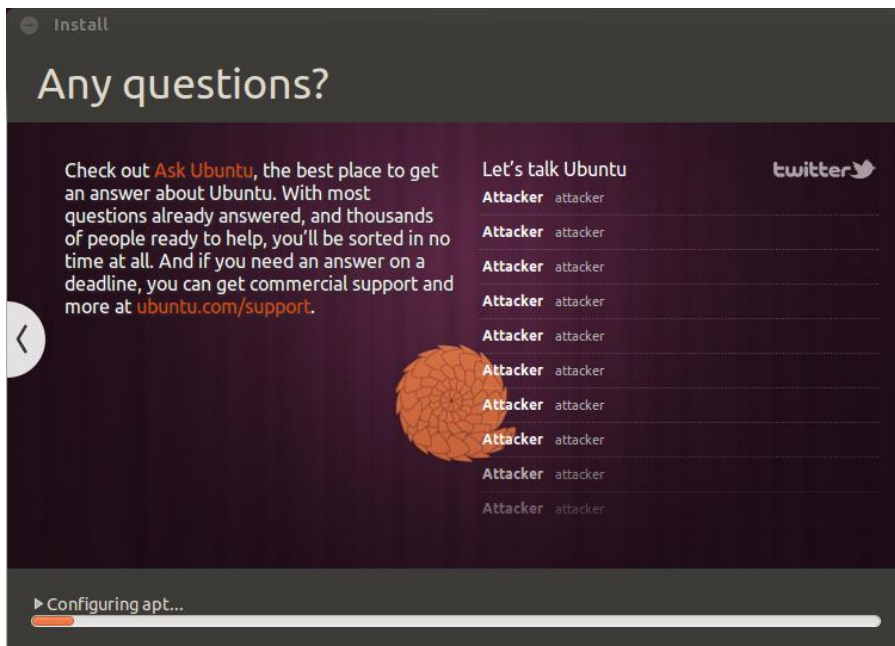 Install
Any questions?
Check out Ask Ubuntu, the best place to get
an answer about Ubuntu. With most
questions already answered, and thousands
of people ready to help, you’ll be sorted in no
time at all. And if you need an answer on a
deadline, you can get commercial support and
more at ubuntu.com/support.
Let’s talk Ubuntu
twitter
Attacker attacker
Attacker attacker
Attacker attacker
Attacker attacker
Attacker attacker
Attacker attacker
Attacker attacker
Attacker attacker
Attacker attacker
Attacker attacker
Configuring apt...